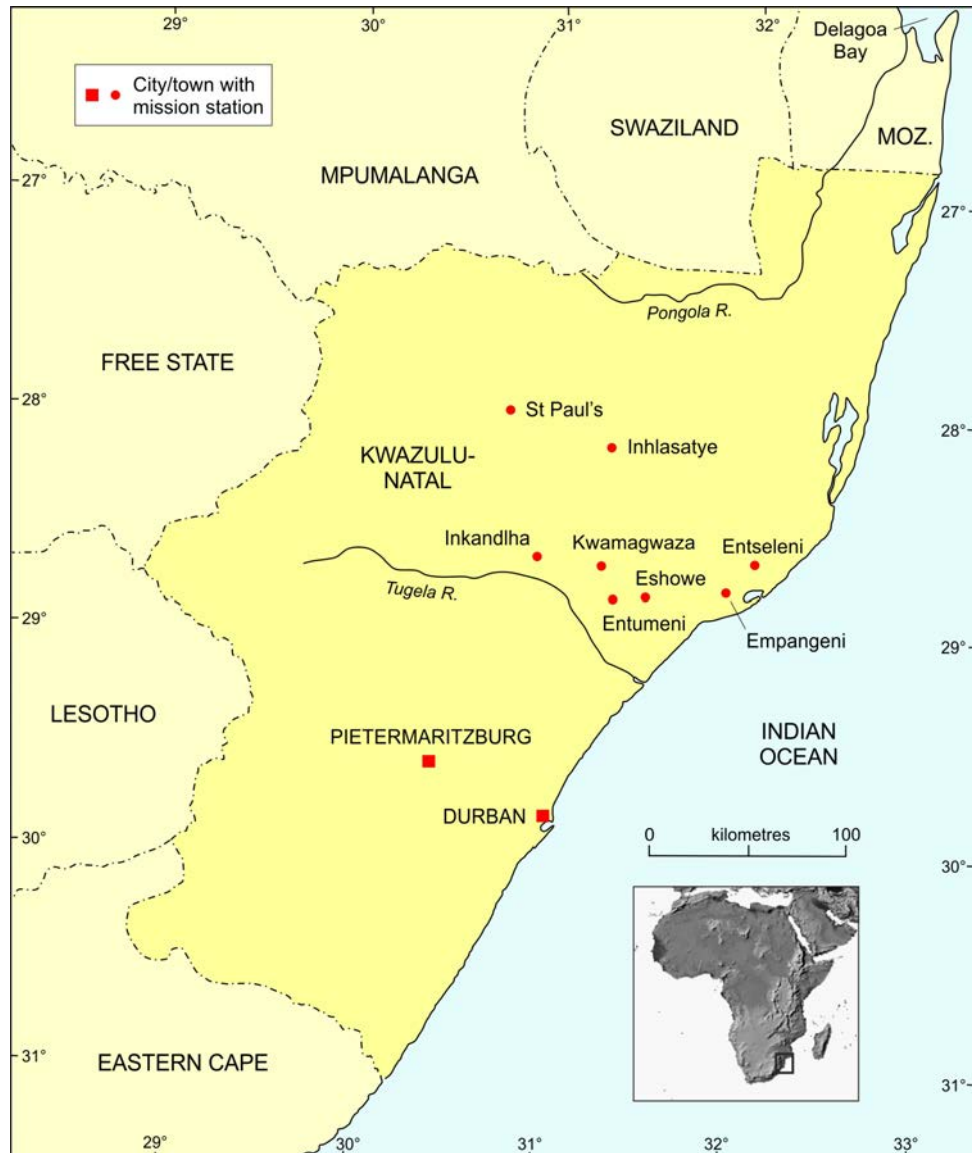 29°
30°
31°
32°
Delagoa
Bay
City/town with
mission station
SWAZILAND
MOZ.
MPUMALANGA
27°
27°
Pongola R.
FREE STATE
28°
28°
St Paul's
Inhlasatye
KWAZULU-
NATAL
Inkandlha
Kwamagwaza
Entseleni
Eshowe
Tugela R.
Entumeni
Empangeni
29°
29°
LESOTHO
PIETERMARITZBURG
INDIAN
OCEAN
DURBAN
0 kilometres 100
30°
30°
31°
EASTERN CAPE
31°
29°
30°
31°
32°
33°